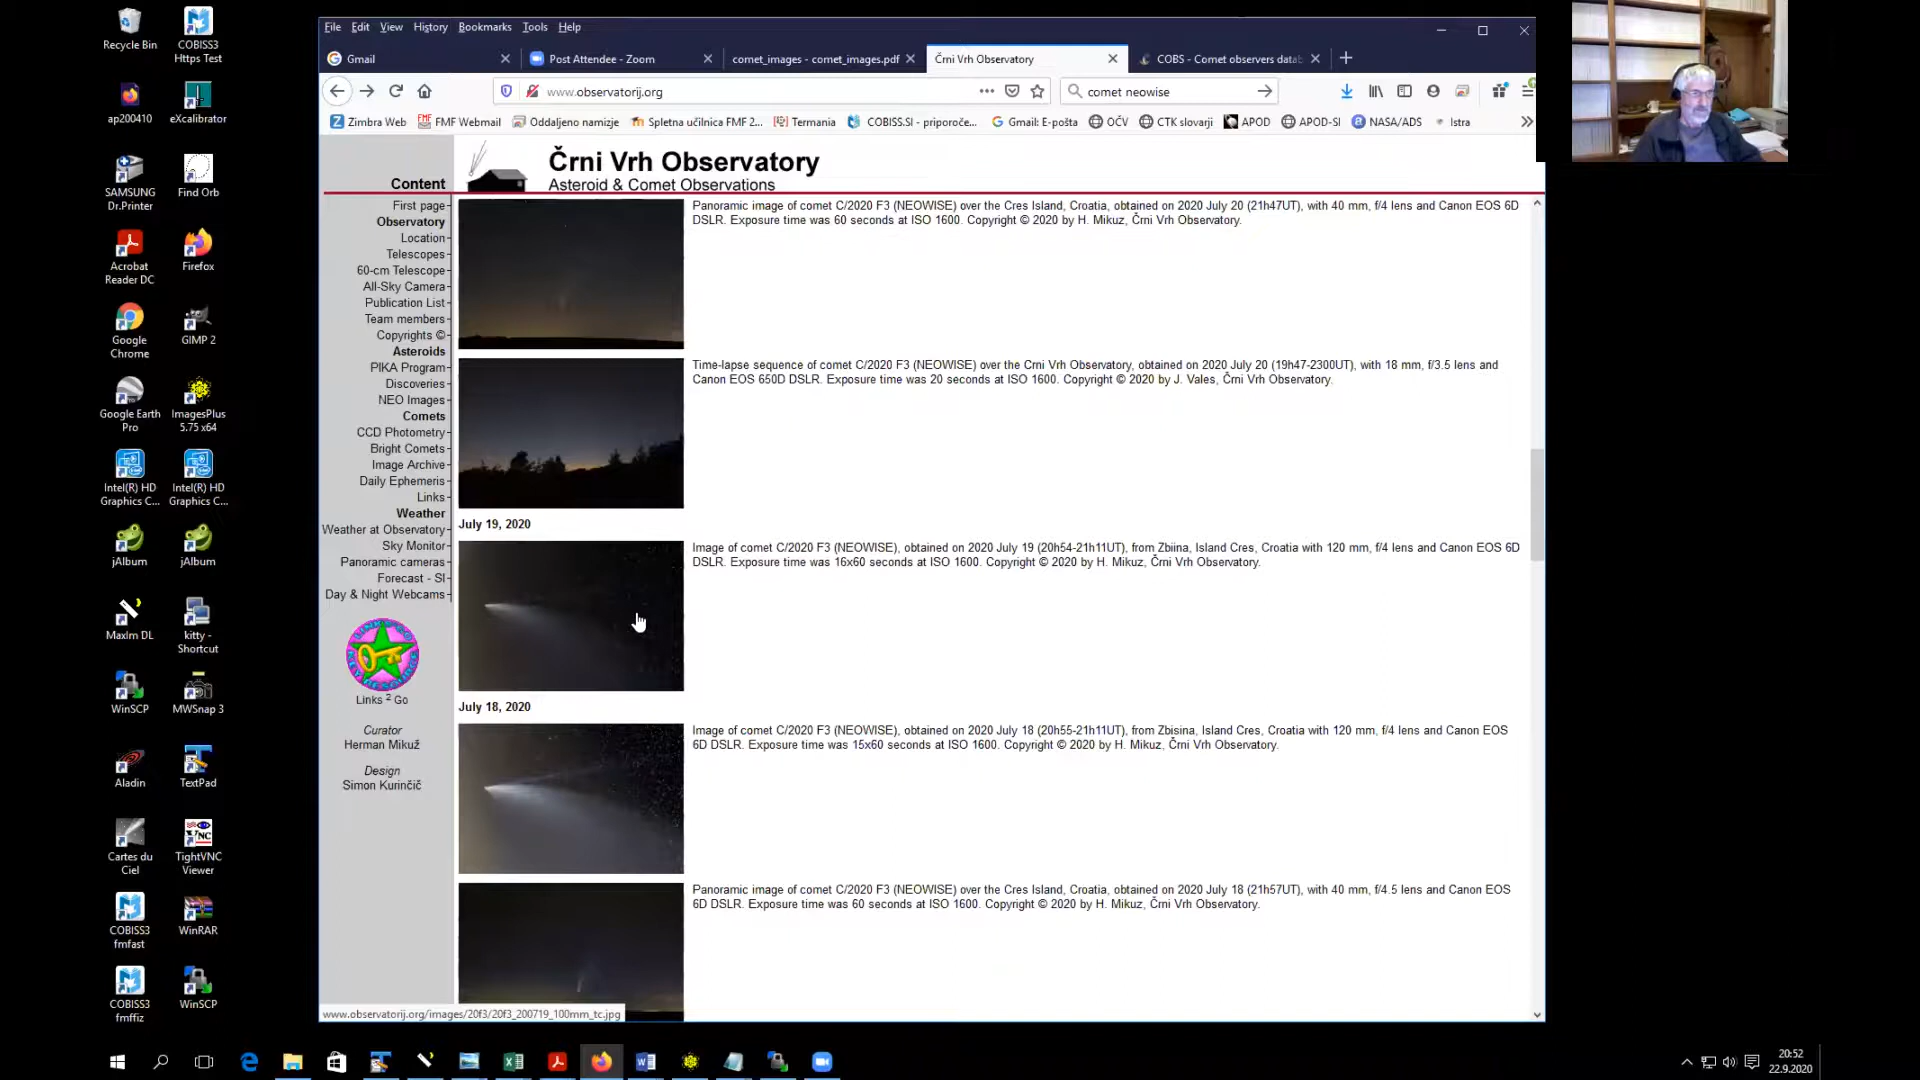 Recycle Bin
COBISS3
Https Test
ap200410
eXcalibrator
SAMSUNG
Dr.Printer
Find Orb
Acrobat
Reader DC
Firefox
Google
Chrome
GIMP 2
Google Earth
Pro
ImagesPlus
5.75 x64
Intel(R) HD
Graphics C...
Intel(R) HD
Graphics C...
jAlbum
jAlbum
MaxIm DL
kitty -
Shortcut
WinSCP
MWSnap 3
Aladin
TextPad
Cartes du
Ciel
TightVNC
Viewer
COBISS3
fmfast
WinRAR
COBISS3
fmffiz
WinSCP
File Edit View History Bookmarks Tools Help
Gmail
Post Attendee - Zoom
comet_images - comet_images.pdf
Črni Vrh Observatory
COBS - Comet observers datab
www.observatorij.org
comet neowise
Zimbra Web
FMF Webmail
Oddaljeno namizje
Spletna učilnica FMF 2...
Termania
COBISS.SI - priporoče...
Gmail: E-pošta
OČV
CTK slovarji
APOD
APOD-SI
NASA/ADS
Istra
Črni Vrh Observatory
Asteroid & Comet Observations
Content
First page
Observatory
Location
Telescopes
60-cm Telescope
All-Sky Camera
Publication List
Team members
Copyrights ©
Asteroids
PIKA Program
Discoveries
NEO Images
Comets
CCD Photometry
Bright Comets
Image Archive
Daily Ephemeris
Links
Weather
Weather at Observatory
Sky Monitor
Panoramic cameras
Forecast - SI
Day & Night Webcams
Links 2 Go
Curator
Herman Mikuž
Design
Simon Kurinčič
Panoramic image of comet C/2020 F3 (NEOWISE) over the Cres Island, Croatia, obtained on 2020 July 20 (21h47UT), with 40 mm, f/4 lens and Canon EOS 6D
DSLR. Exposure time was 60 seconds at ISO 1600. Copyright © 2020 by H. Mikuz, Črni Vrh Observatory.
Time-lapse sequence of comet C/2020 F3 (NEOWISE) over the Crni Vrh Observatory, obtained on 2020 July 20 (19h47-2300UT), with 18 mm, f/3.5 lens and
Canon EOS 650D DSLR. Exposure time was 20 seconds at ISO 1600. Copyright © 2020 by J. Vales, Črni Vrh Observatory.
July 19, 2020
Image of comet C/2020 F3 (NEOWISE), obtained on 2020 July 19 (20h54-21h11UT), from Zbiina, Island Cres, Croatia with 120 mm, f/4 lens and Canon EOS 6D
DSLR. Exposure time was 16x60 seconds at ISO 1600. Copyright © 2020 by H. Mikuz, Črni Vrh Observatory.
July 18, 2020
Image of comet C/2020 F3 (NEOWISE), obtained on 2020 July 18 (20h55-21h11UT), from Zbisina, Island Cres, Croatia with 120 mm, f/4 lens and Canon EOS
6D DSLR. Exposure time was 15x60 seconds at ISO 1600. Copyright © 2020 by H. Mikuz, Črni Vrh Observatory.
Panoramic image of comet C/2020 F3 (NEOWISE) over the Cres Island, Croatia, obtained on 2020 July 18 (21h57UT), with 40 mm, f/4.5 lens and Canon EOS
6D DSLR. Exposure time was 60 seconds at ISO 1600. Copyright © 2020 by H. Mikuz, Črni Vrh Observatory.
www.observatorij.org/images/20f3/20f3_200719_100mm_tc.jpg
20:52
22.9.2020